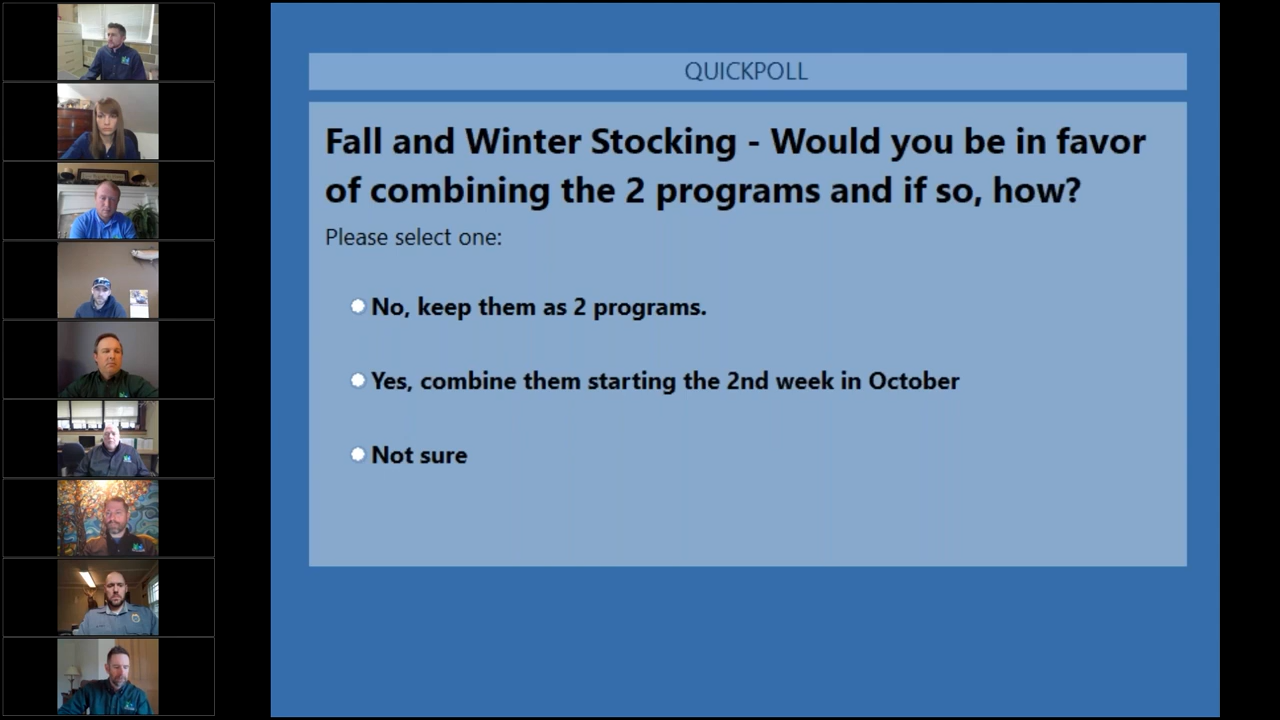 QUICKPOLL
Fall and Winter Stocking - Would you be in favor
of combining the 2 programs and if so, how?
Please select one:
No, keep them as 2 programs.
Yes, combine them starting the 2nd week in October
Not sure